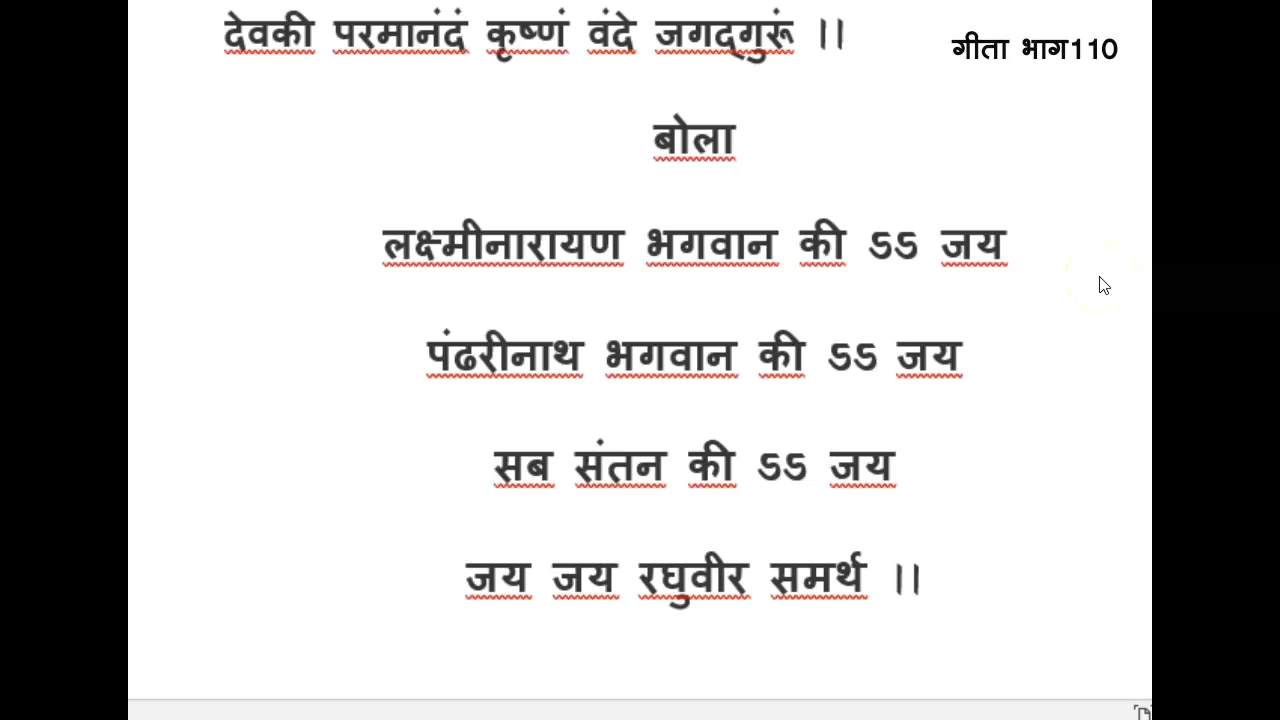 देवकी परमानंदं कृष्णं वंदे जगद्गुरूं ।।
गीता भाग110
बोला
लक्ष्मीनारायण भगवान की ऽऽ जय
पंढरीनाथ भगवान की ऽऽ जय
सब संतन की ऽऽ जय
जय जय रघुवीर समर्थ ।।